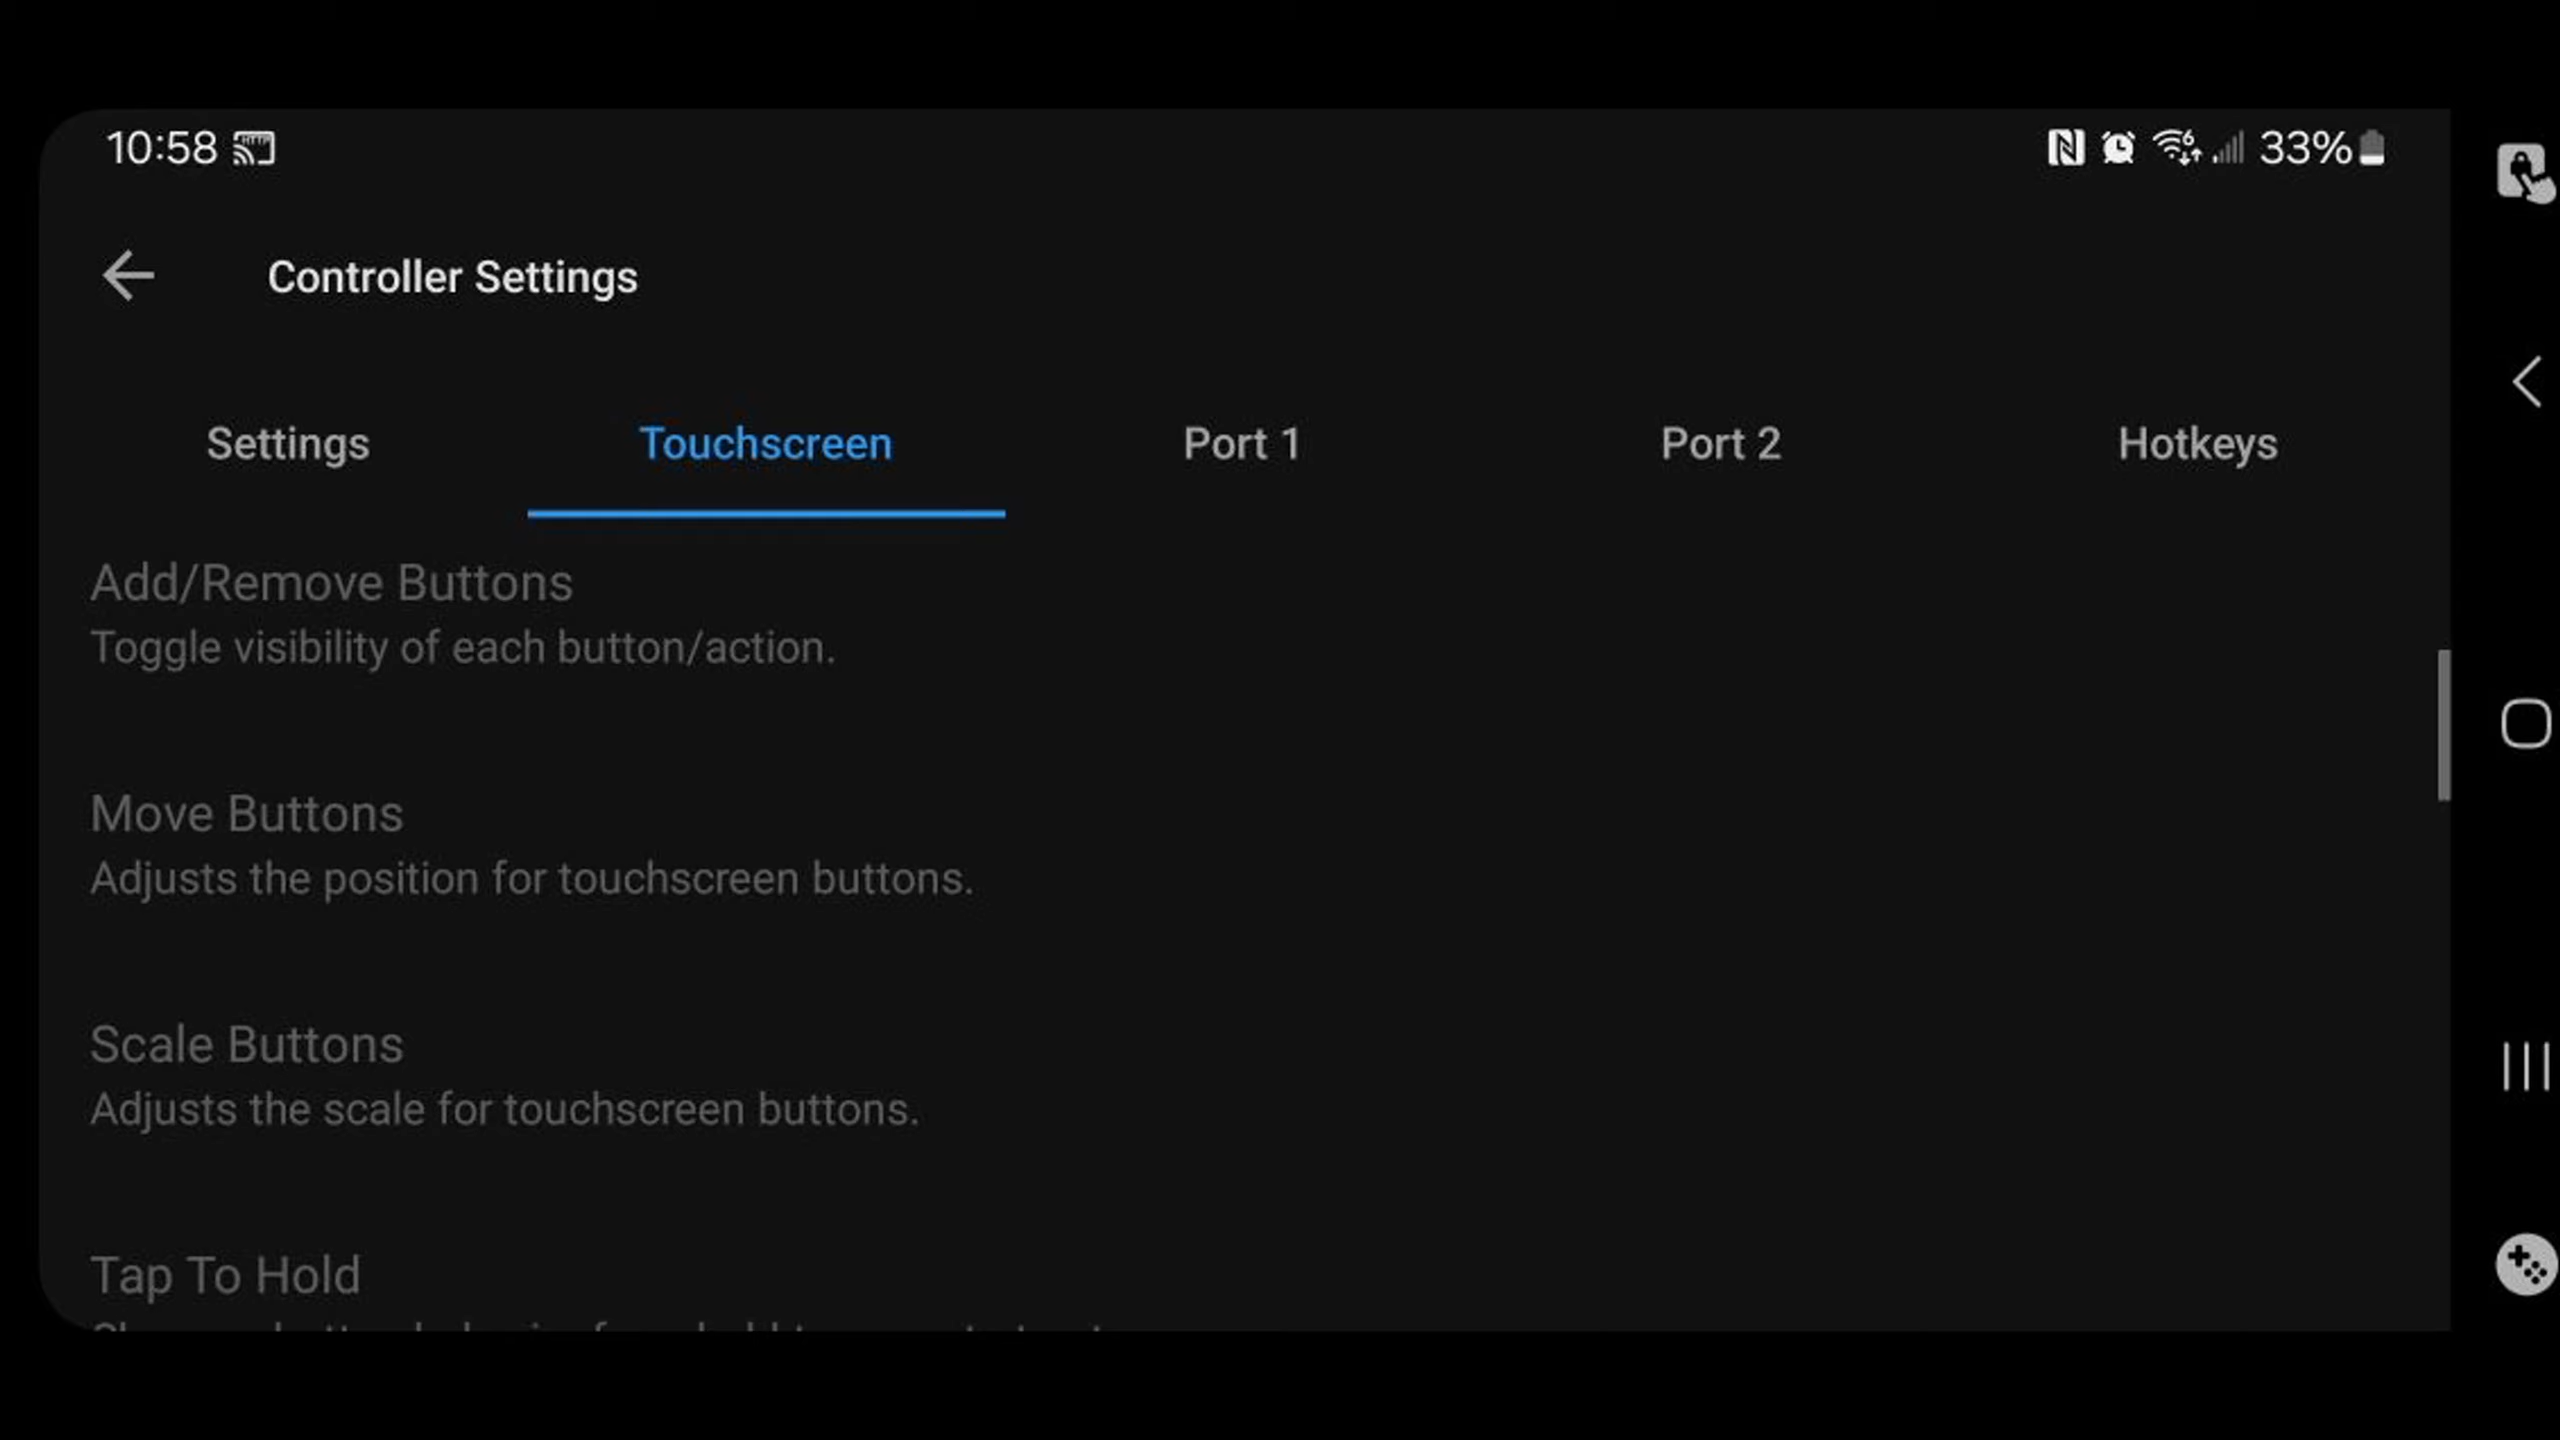 10:58
33%
Controller Settings
Settings
Touchscreen
Port 1
Port 2
Hotkeys
Add/Remove Buttons
Toggle visibility of each button/action.
Move Buttons
Adjusts the position for touchscreen buttons.
Scale Buttons
Adjusts the scale for touchscreen buttons.
Tap To Hold